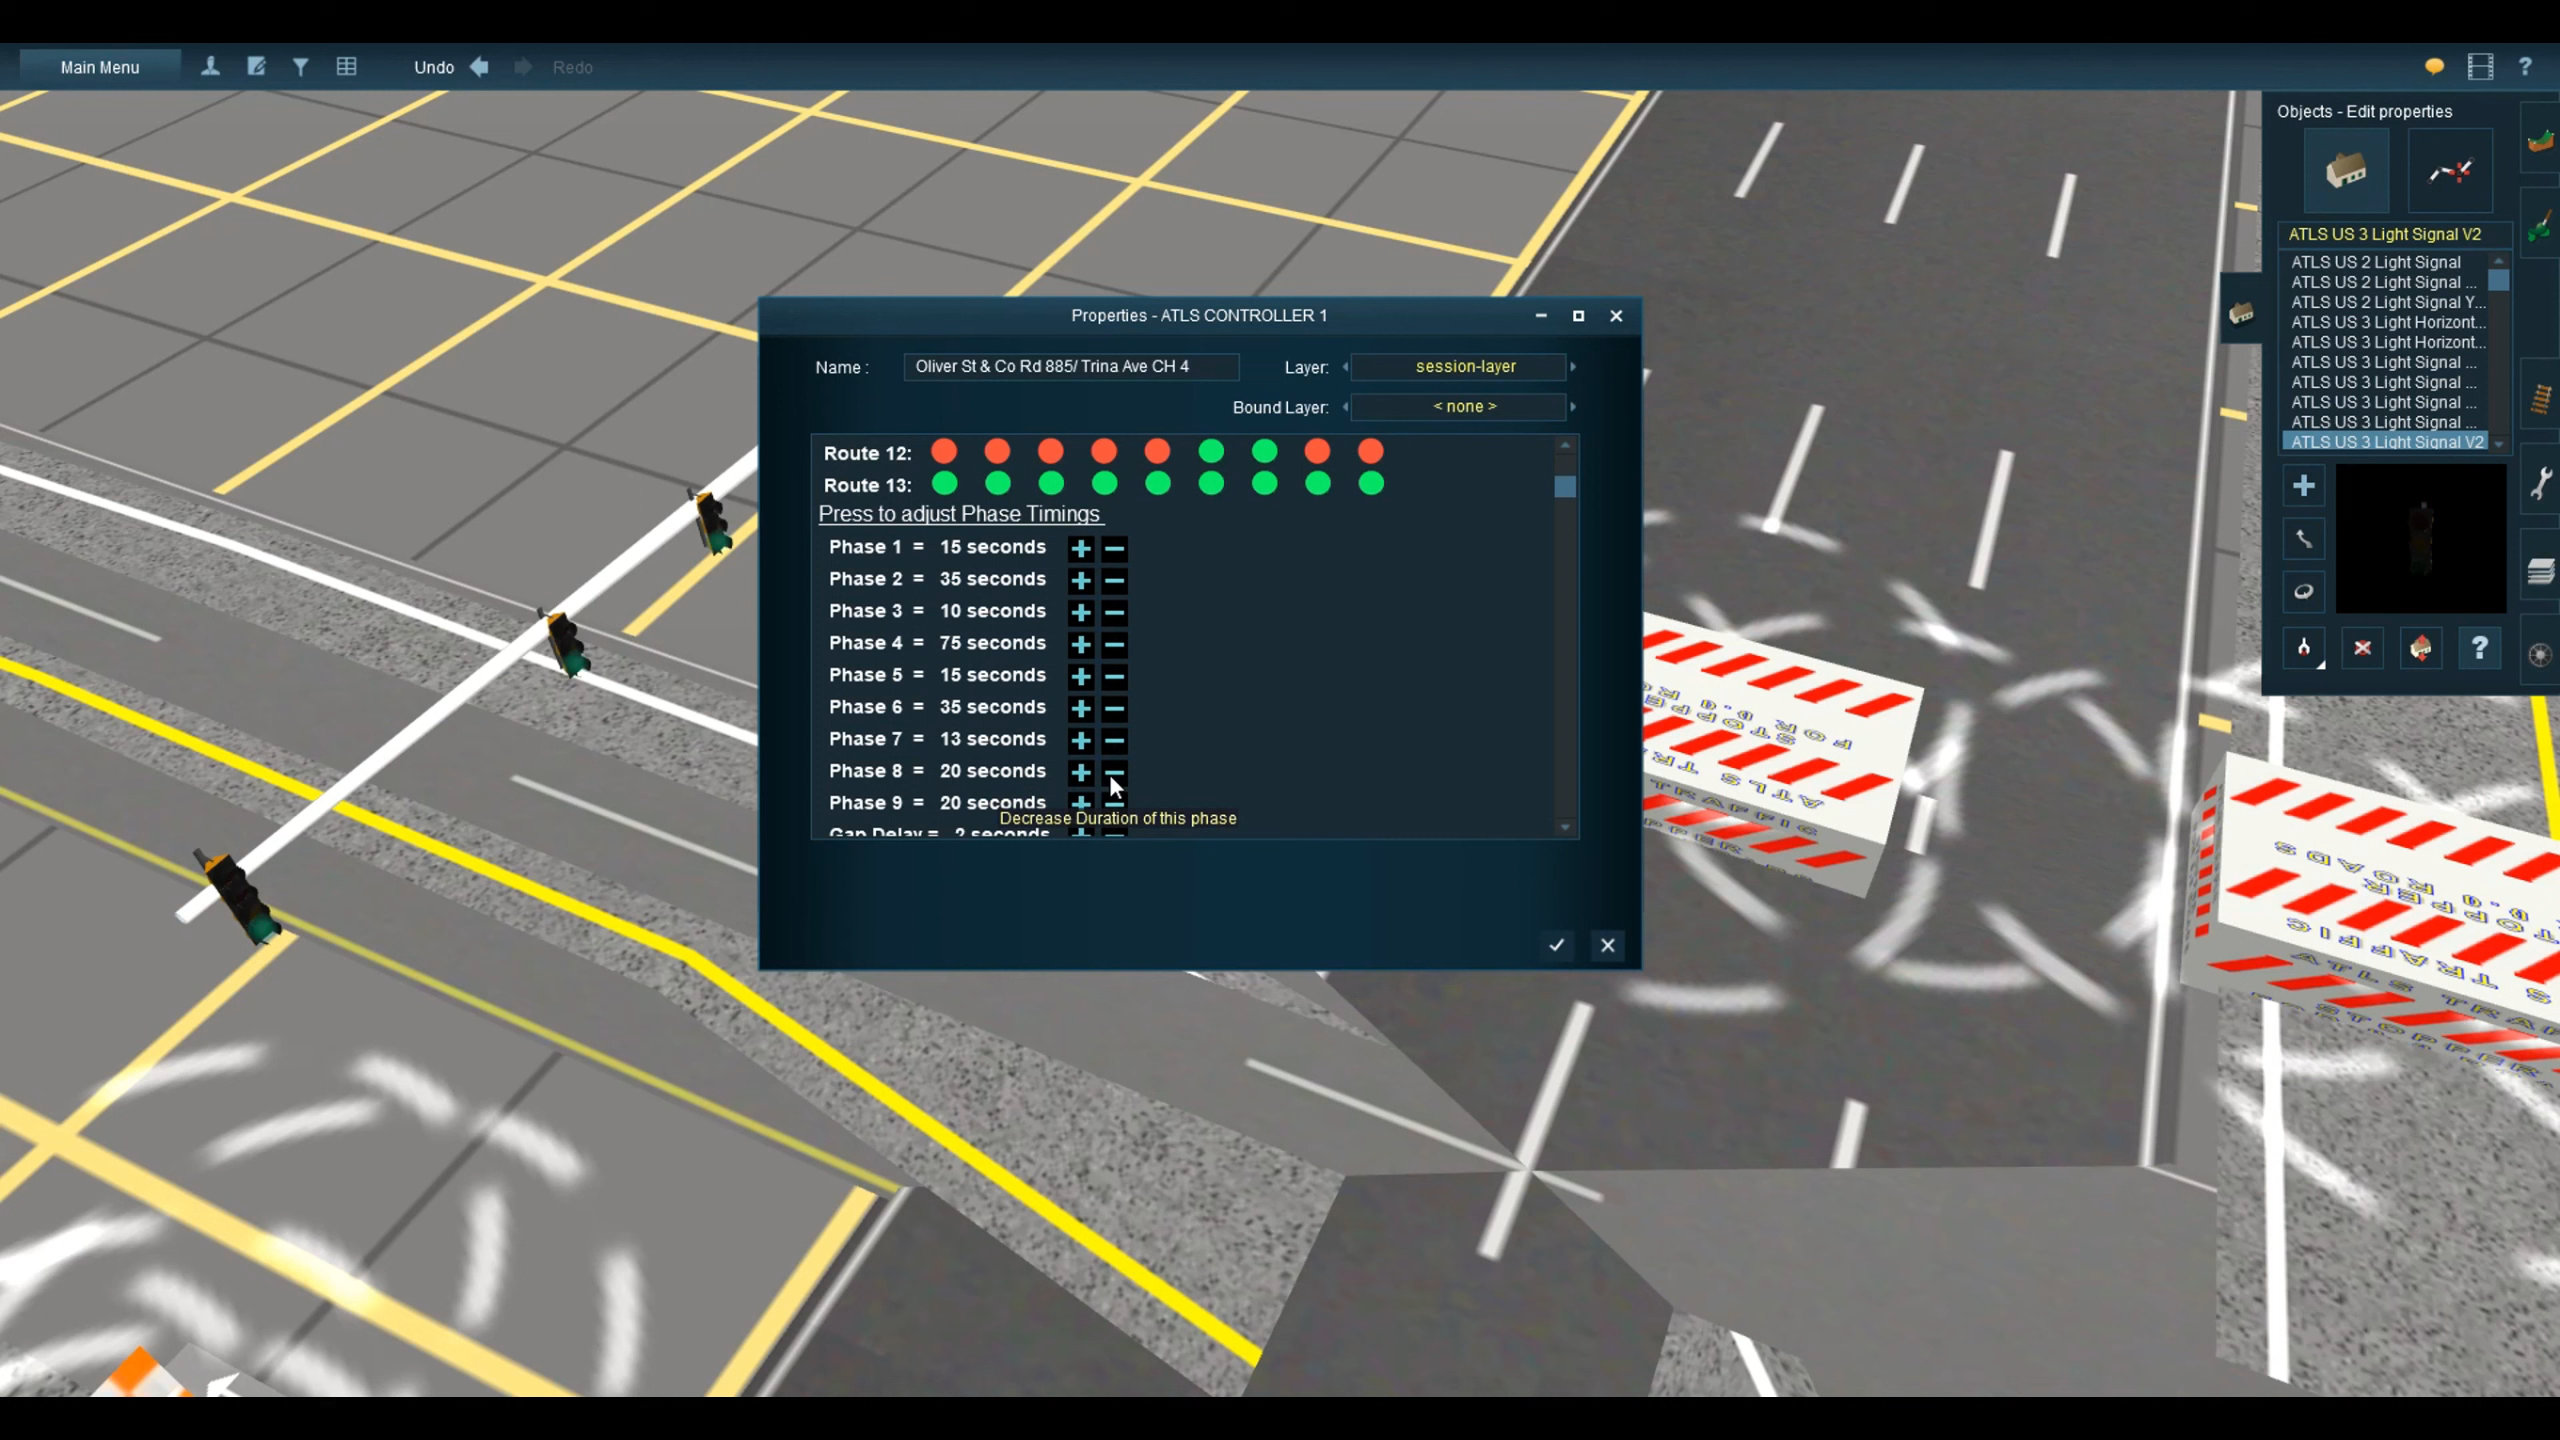 Main Menu
Undo
Redo
?
Objects - Edit properties
ATLS US 3 Light Signal V2
ATLS US 2 Light Signal
ATLS US 2 Light Signal ...
ATLS US 2 Light Signal Y...
ATLS US 3 Light Horizont...
ATLS US 3 Light Horizont...
ATLS US 3 Light Signal ...
ATLS US 3 Light Signal ...
ATLS US 3 Light Signal ...
ATLS US 3 Light Signal ...
ATLS US 3 Light Signal V2
?
Properties - ATLS CONTROLLER 1
Name :
Oliver St & Co Rd 885/ Trina Ave CH 4
Layer:
session-layer
Bound Layer:
< none >
Route 12:
Route 13:
Press to adjust Phase Timings
Phase 1 = 15 seconds
Phase 2 = 35 seconds
Phase 3 = 10 seconds
Phase 4 = 75 seconds
Phase 5 = 15 seconds
Phase 6 = 35 seconds
Phase 7 = 13 seconds
Phase 8 = 20 seconds
Phase 9 = 20 seconds
Decrease Duration of this phase
Gap Delay = 2 seconds